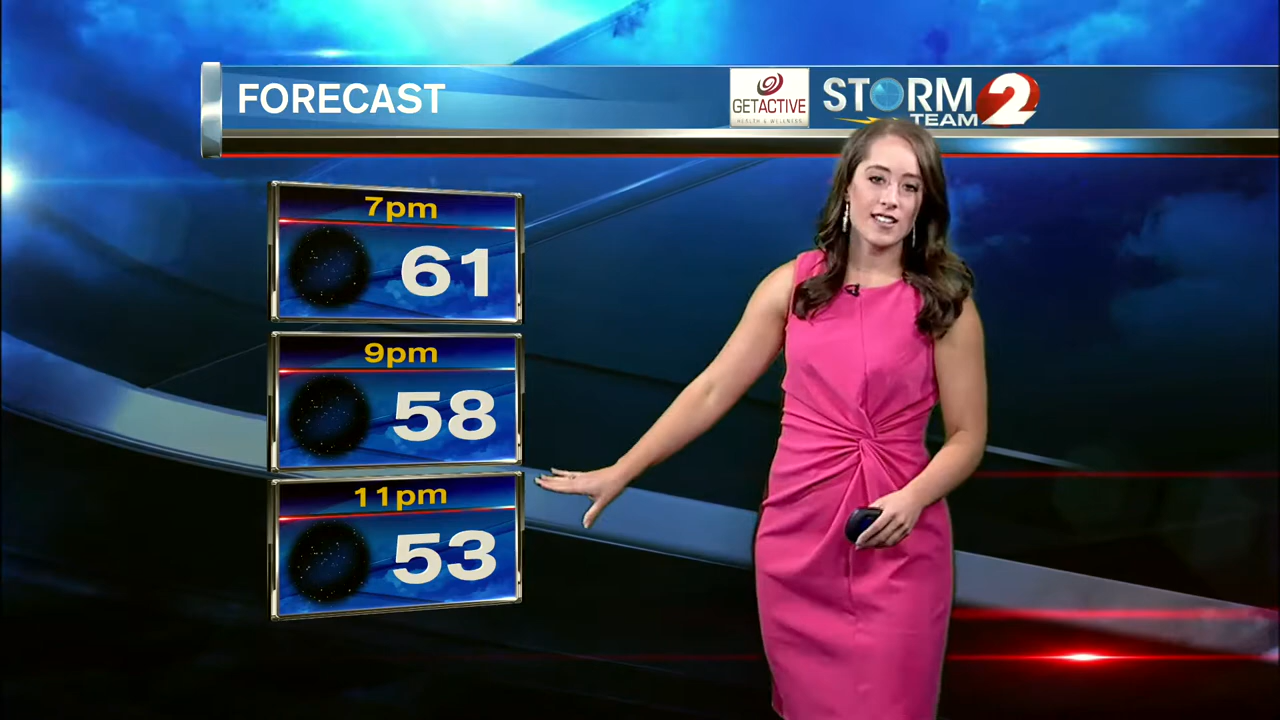 FORECAST
GETACTIVE
HEALTH & WELLNESS
STORM
TEAM
2
7pm
61
9pm
58
11pm
53